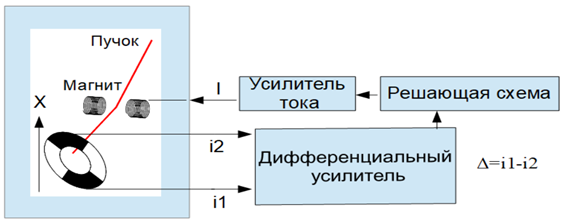 Пучок
Магнит
X
I
Усилитель
тока
Решающая схема
i2
Дифференциальный
усилитель
Δ=i1-i2
i1